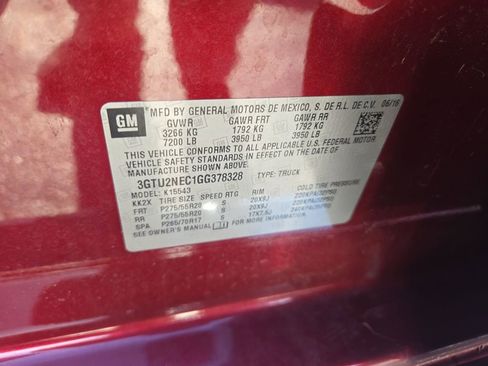 GM
MFD BY GENERAL MOTORS DE MEXICO, S. DE R.L. DE C.V. 06/16
GVWR GAWR FRT GAWR RR
3266 KG 1792 KG 1792 KG
7200 LB 3950 LB 3950 LB
THIS VEHICLE CONFORMS TO ALL APPLICABLE U.S. FEDERAL MOTOR
VEHICLE SAFETY STANDARDS IN EFFECT ON THE DATE OF
MANUFACTURE SHOWN ABOVE.
3GTU2NEC1GG378328 TYPE: TRUCK
MODEL: K15543
KK2X TIRE SIZE SPEED RTG RIM COLD TIRE PRESSURE
FRT P275/55R20 S 20X9J 220KPA(32PSI)
RR P275/55R20 S 20X9J 220KPA(32PSI)
SPA P265/70R17 S 17X7.5J
SEE OWNER'S MANUAL FOR MORE INFORMATION.